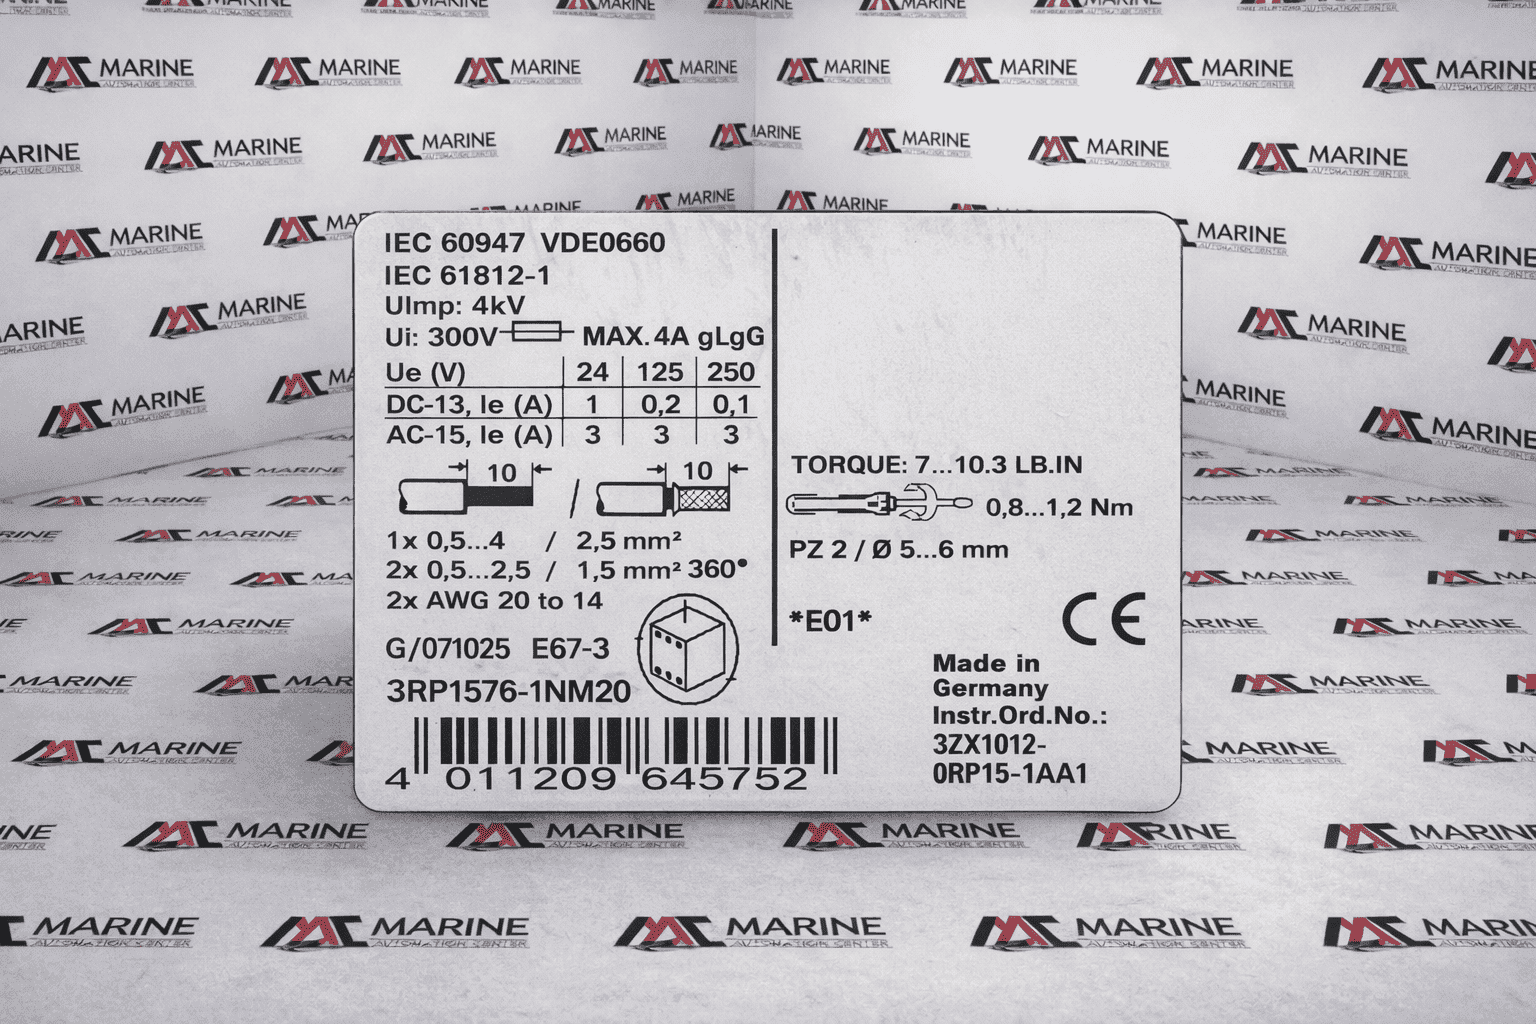 IEC 60947 VDE0660
IEC 61812-1
UImp: 4kV
Ui: 300V MAX. 4A gLgG
Ue (V) 24 125 250
DC-13, Ie (A) 1 0,2 0,1
AC-15, Ie (A) 3 3 3
10 / 10
1x 0,5...4 / 2,5 mm²
2x 0,5...2,5 / 1,5 mm² 360°
2x AWG 20 to 14
G/071025 E67-3
3RP1576-1NM20
4 011209 645752
TORQUE: 7...10.3 LB.IN
0,8...1,2 Nm
PZ 2 / Ø 5...6 mm
*E01*
CE
Made in
Germany
Instr.Ord.No.:
3ZX1012-
0RP15-1AA1
MARINE
AUTOMATION CENTER